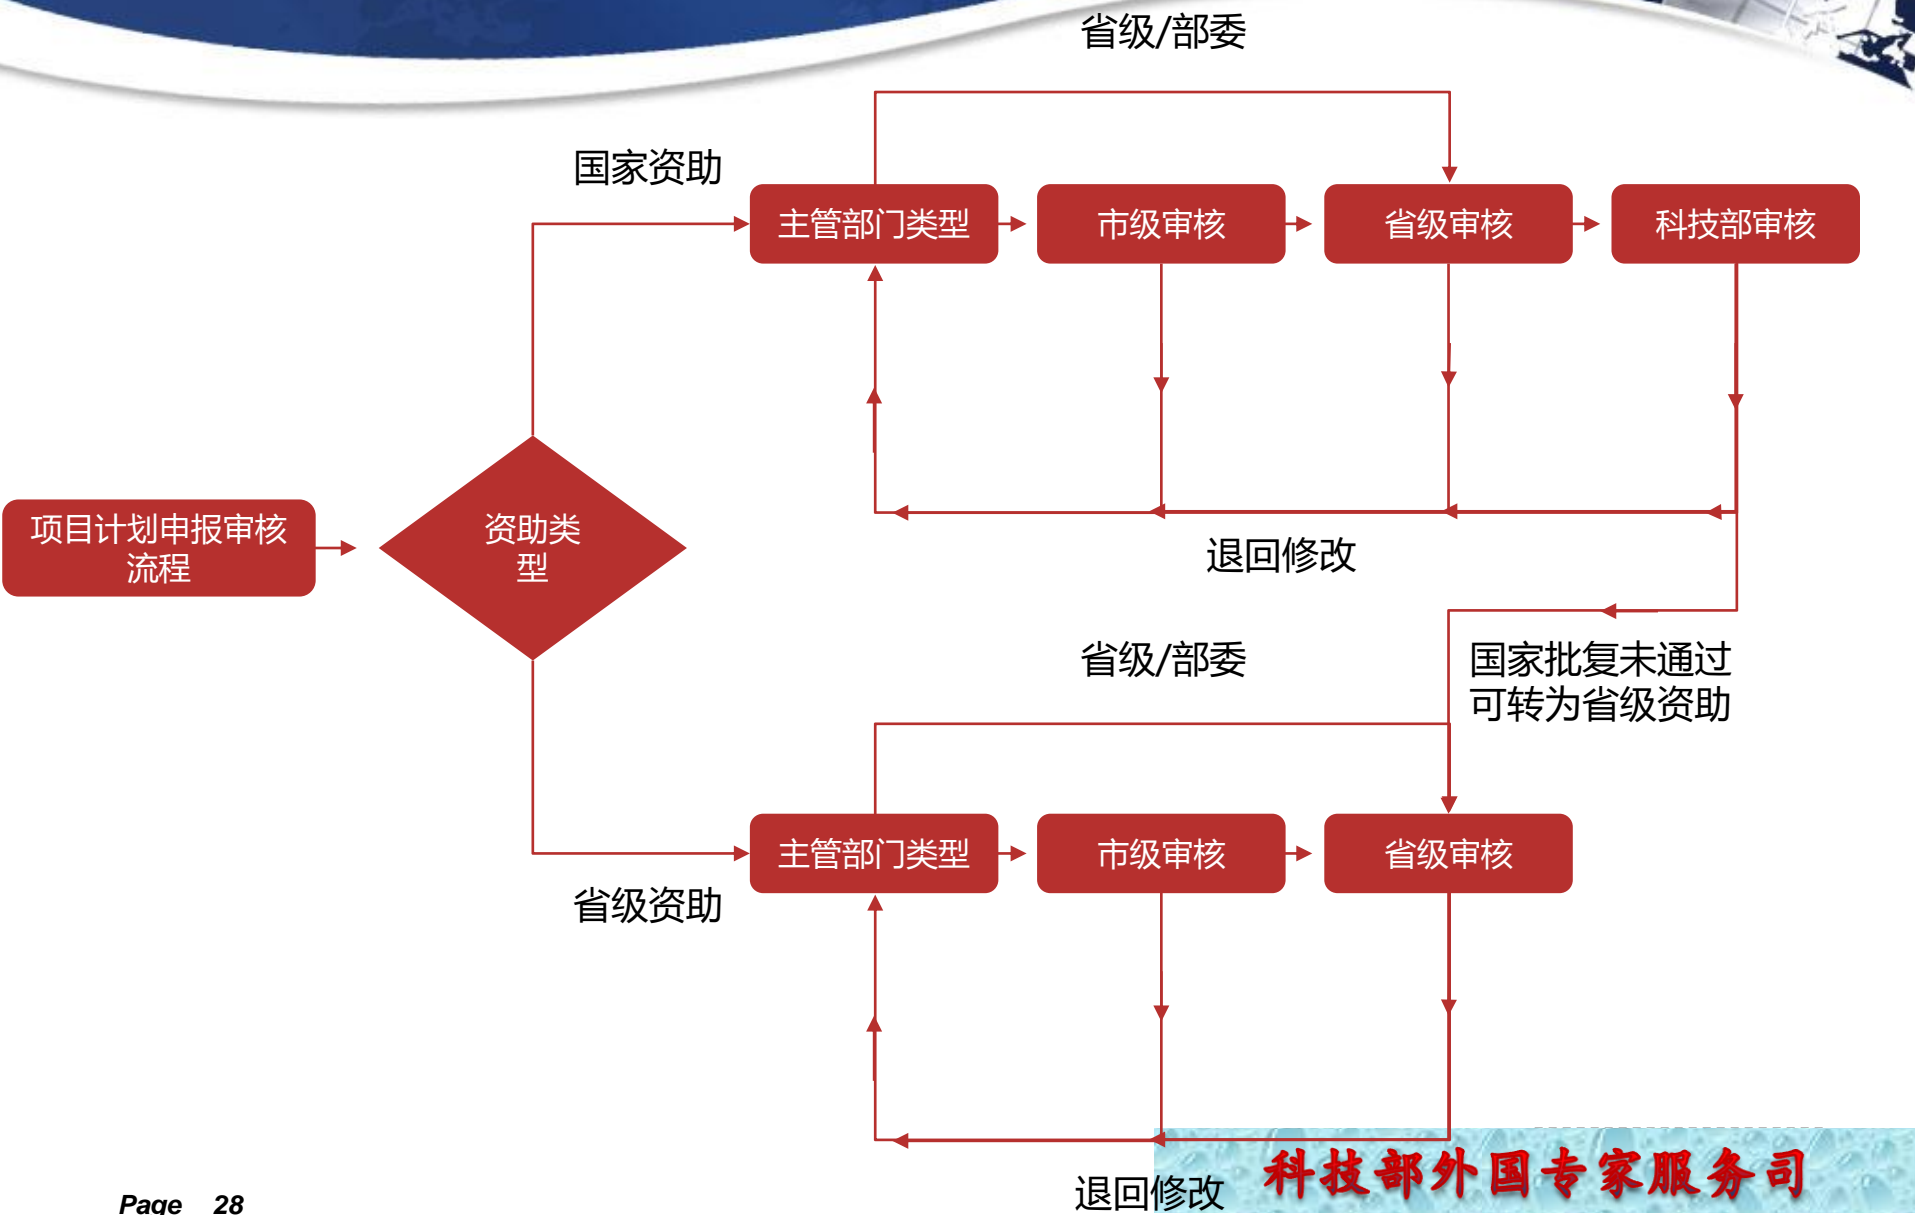 省级/部委
国家资助
主管部门类型
市级审核
省级审核
科技部审核
项目计划申报审核
流程
资助类
型
退回修改
省级/部委
国家批复未通过
可转为省级资助
主管部门类型
市级审核
省级审核
省级资助
退回修改
科技部外国专家服务司
Page 28